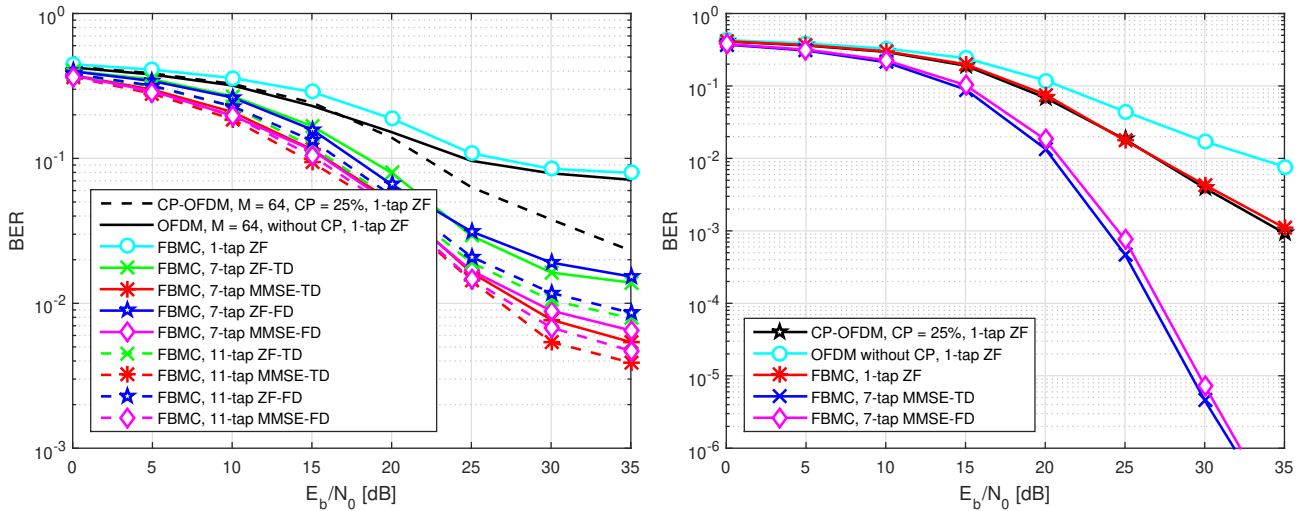 10^0
10^-1
10^-2
10^-3
BER
0 5 10 15 20 25 30 35
E_b/N_0 [dB]
CP-OFDM, M = 64, CP = 25%, 1-tap ZF
OFDM, M = 64, without CP, 1-tap ZF
FBMC, 1-tap ZF
FBMC, 7-tap ZF-TD
FBMC, 7-tap MMSE-TD
FBMC, 7-tap ZF-FD
FBMC, 7-tap MMSE-FD
FBMC, 11-tap ZF-TD
FBMC, 11-tap MMSE-TD
FBMC, 11-tap ZF-FD
FBMC, 11-tap MMSE-FD
10^0
10^-1
10^-2
10^-3
10^-4
10^-5
10^-6
BER
0 5 10 15 20 25 30 35
E_b/N_0 [dB]
CP-OFDM, CP = 25%, 1-tap ZF
OFDM without CP, 1-tap ZF
FBMC, 1-tap ZF
FBMC, 7-tap MMSE-TD
FBMC, 7-tap MMSE-FD